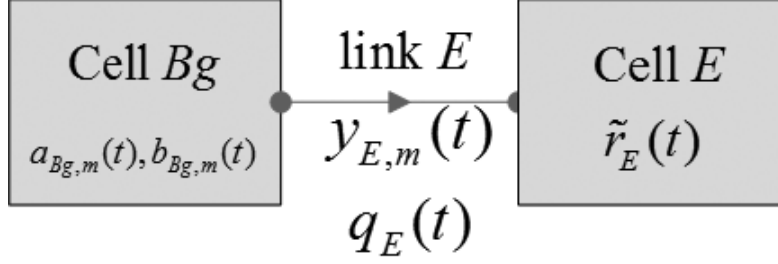 Cell Bg
a_{Bg,m}(t), b_{Bg,m}(t)
link E
y_{E,m}(t)
q_E(t)
Cell E
r̃_E(t)